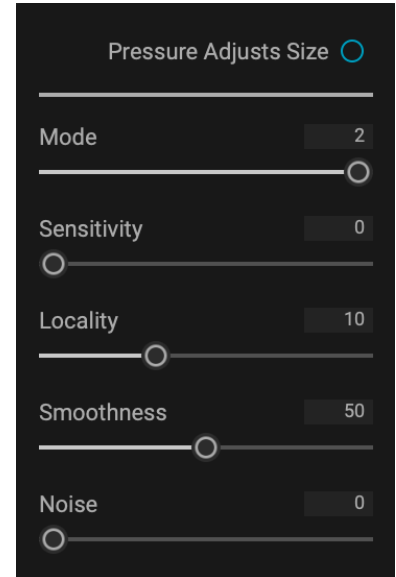 Pressure Adjusts Size
Mode 2
Sensitivity 0
Locality 10
Smoothness 50
Noise 0